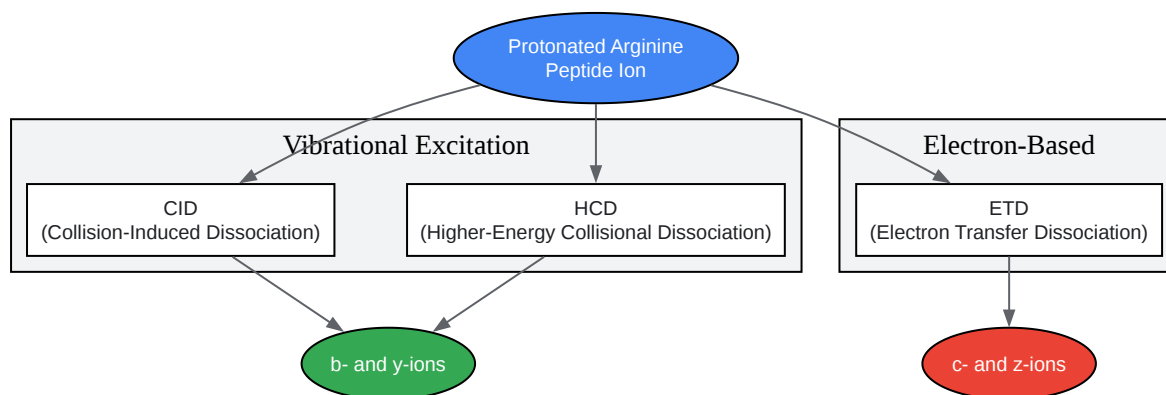 Protonated Arginine
Peptide Ion
Vibrational Excitation
Electron-Based
CID
(Collision-Induced Dissociation)
HCD
(Higher-Energy Collisional Dissociation)
ETD
(Electron Transfer Dissociation)
b- and y-ions
c- and z-ions